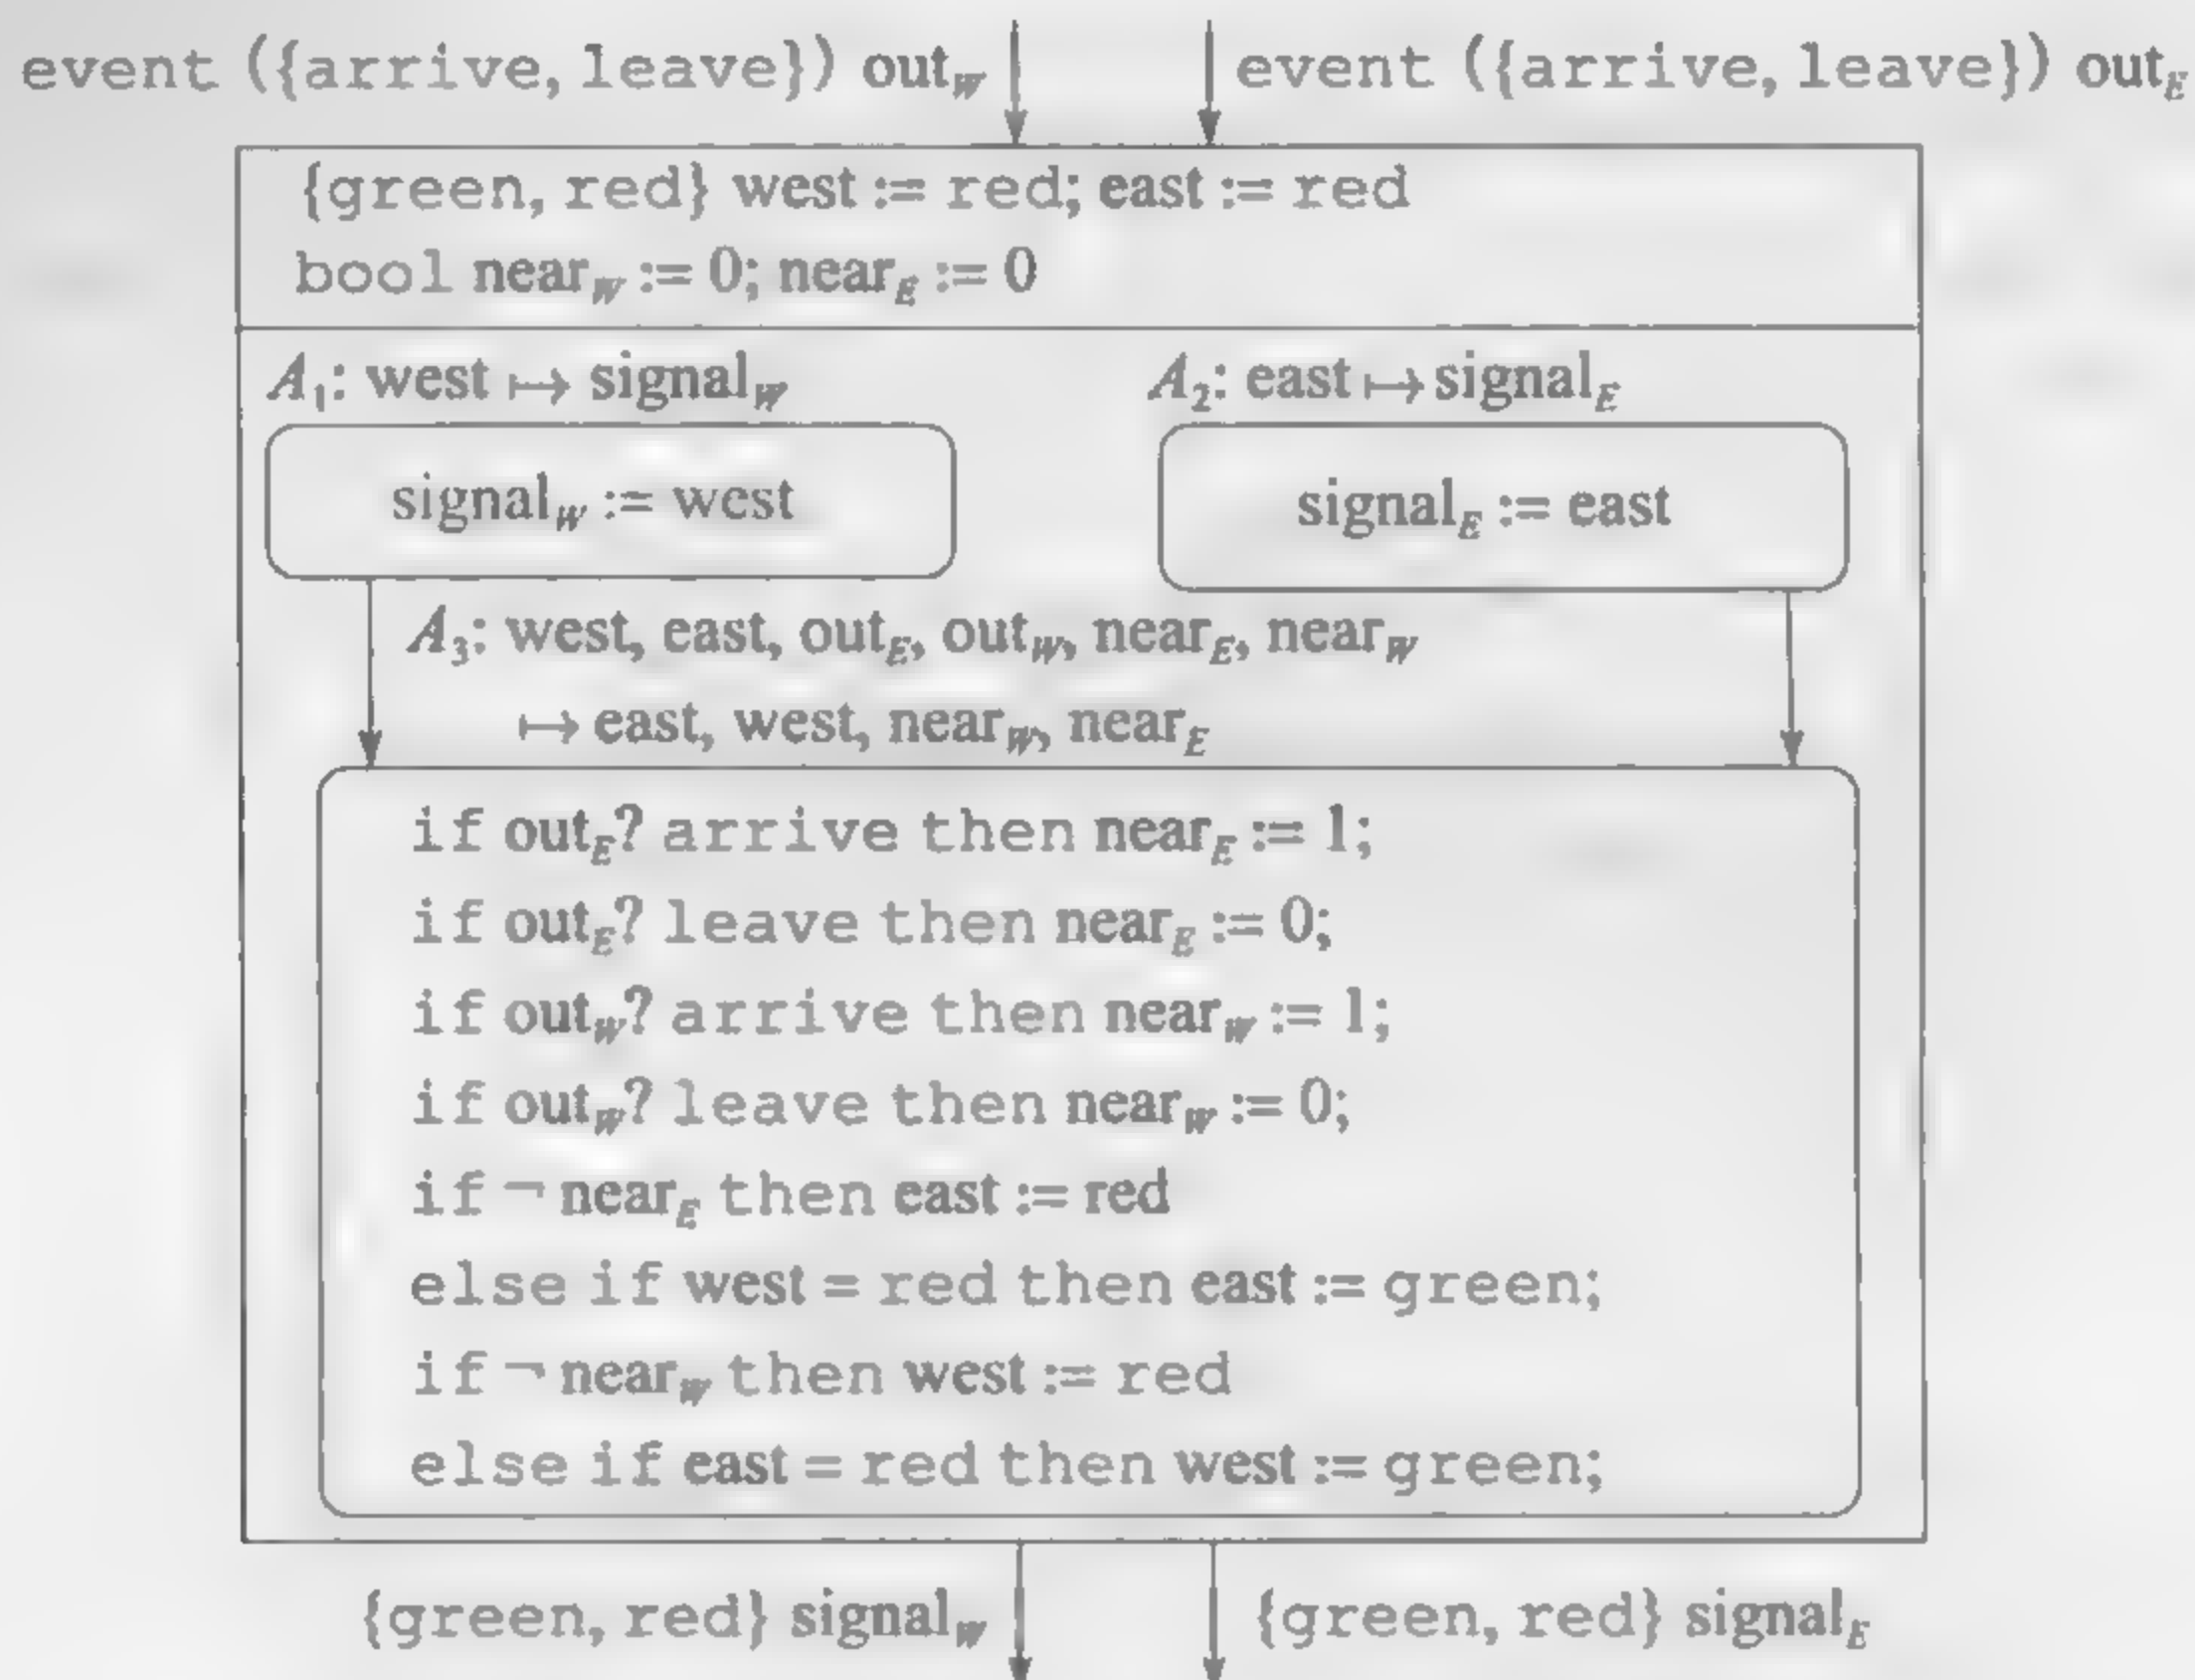 event ({arrive, leave}) out_W event ({arrive, leave}) out_E
{green, red} west := red; east := red
bool near_W := 0; near_E := 0
A_1: west ↦ signal_W A_2: east ↦ signal_E
signal_W := west signal_E := east
A_3: west, east, out_E, out_W, near_E, near_W
↦ east, west, near_W, near_E
if out_E? arrive then near_E := 1;
if out_E? leave then near_E := 0;
if out_W? arrive then near_W := 1;
if out_W? leave then near_W := 0;
if ¬ near_E then east := red
else if west = red then east := green;
if ¬ near_W then west := red
else if east = red then west := green;
{green, red} signal_W {green, red} signal_E